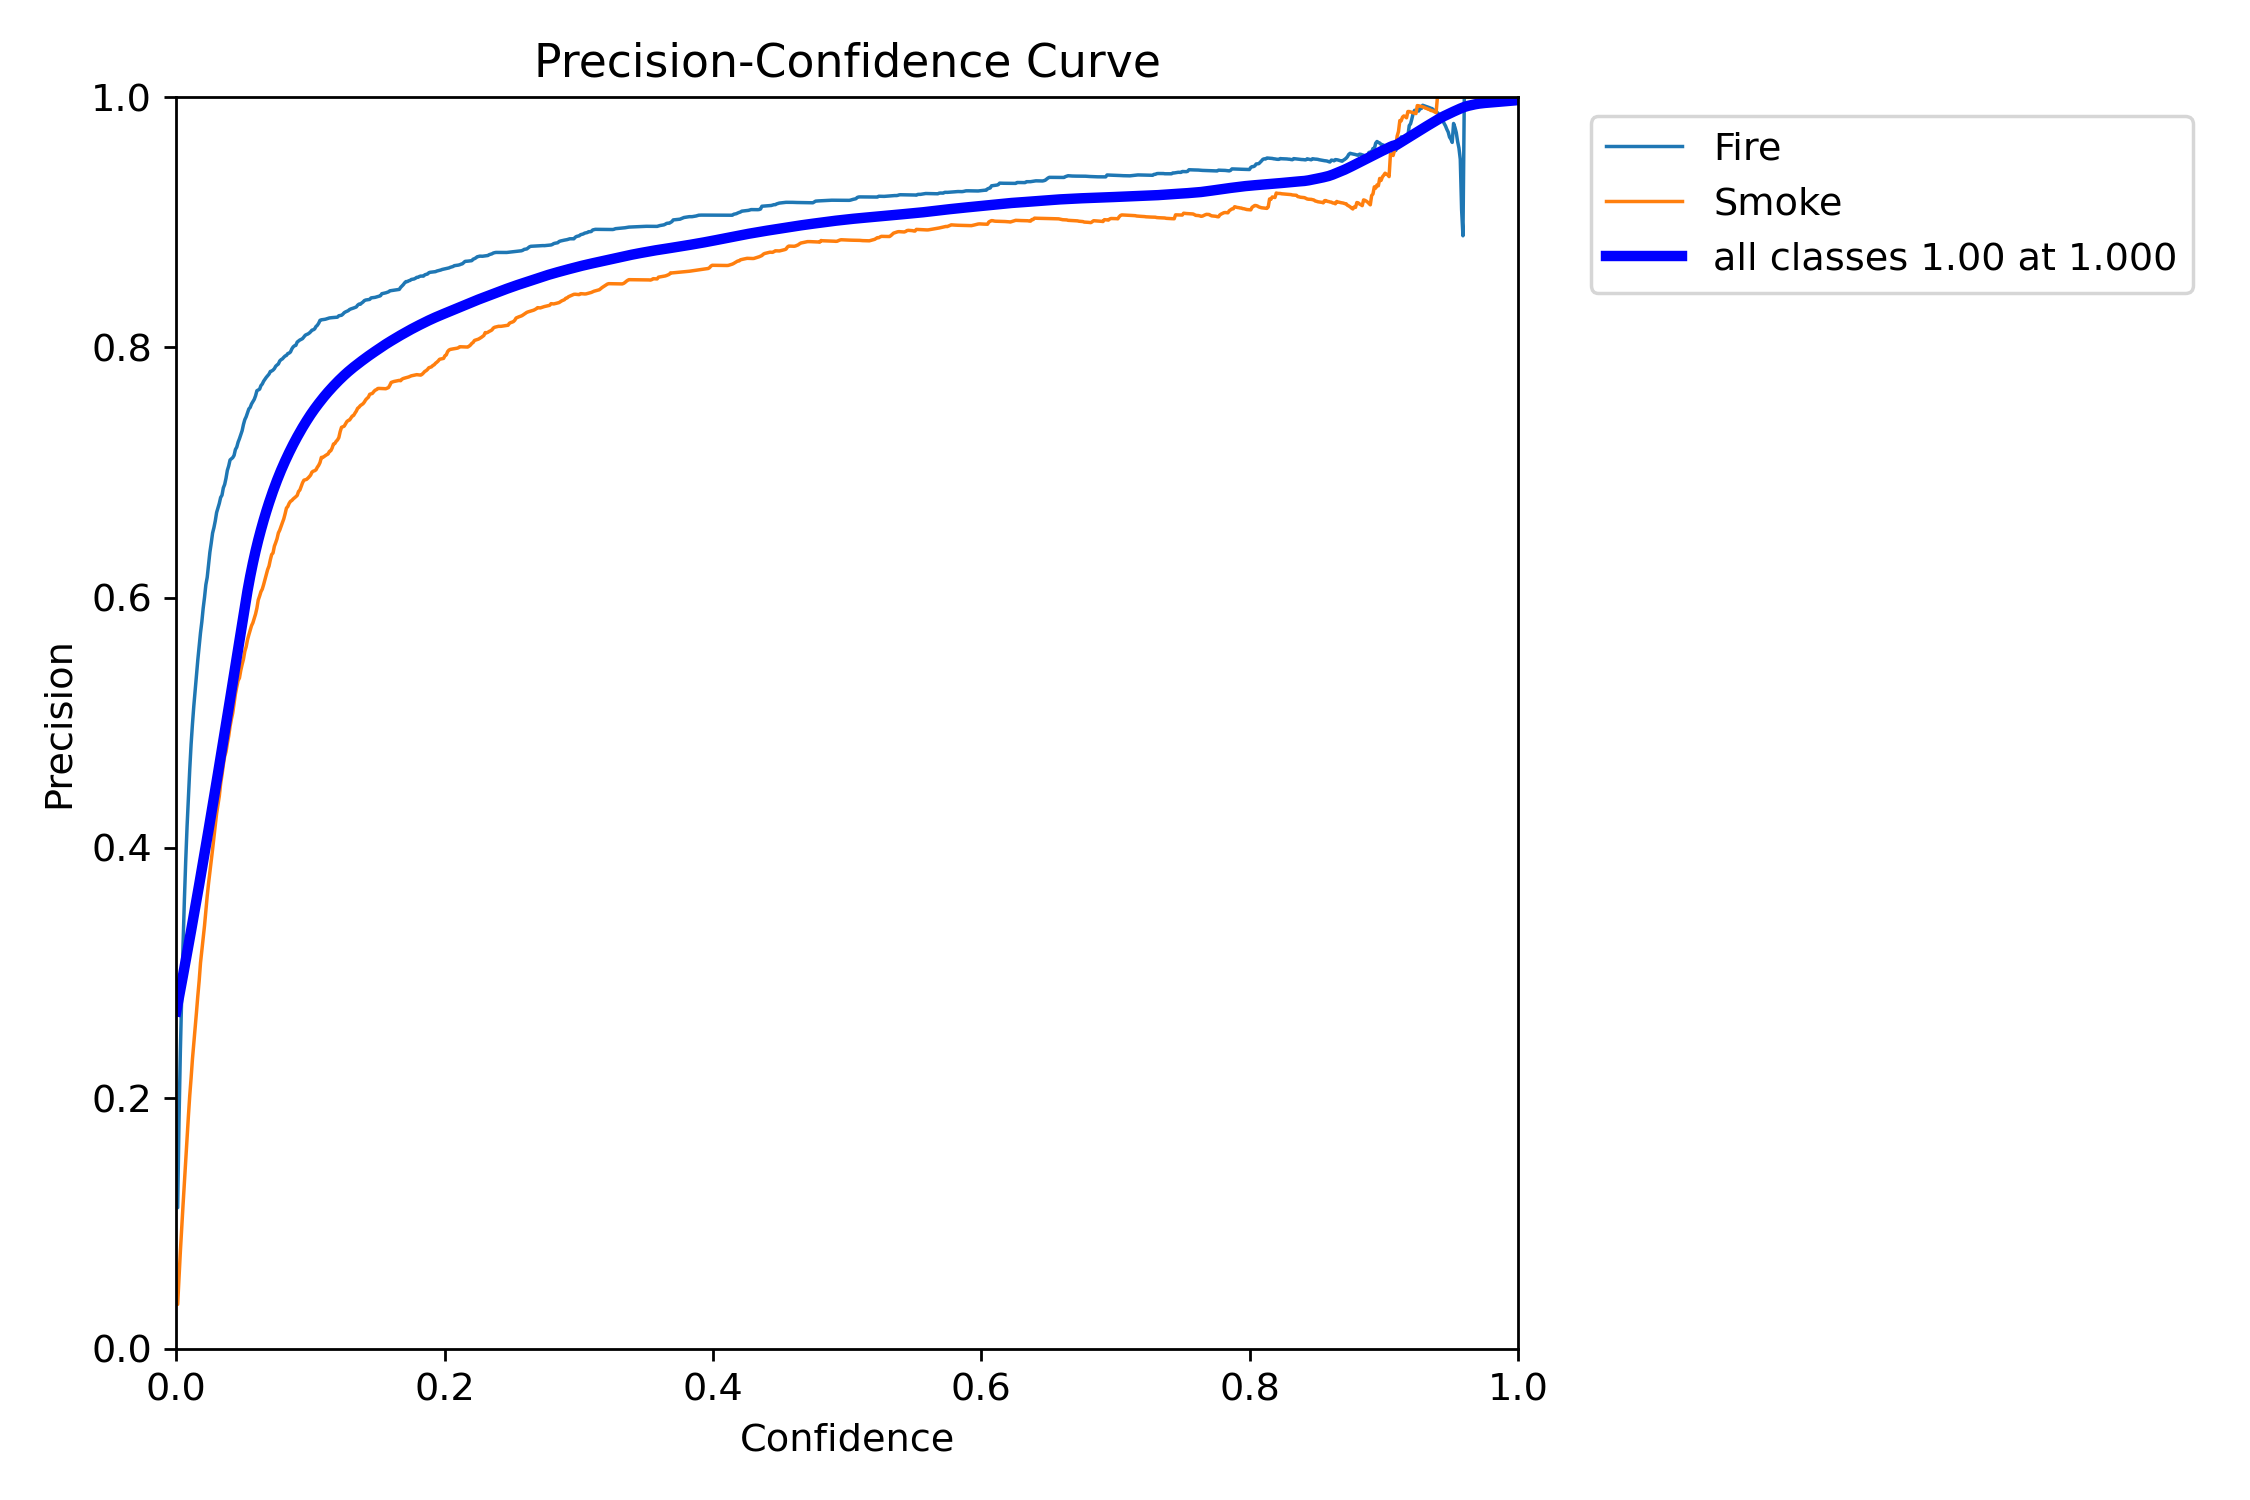 Precision-Confidence Curve
1.0
0.8
0.6
0.4
0.2
0.0
Precision
0.0 0.2 0.4 0.6 0.8 1.0
Confidence
Fire
Smoke
all classes 1.00 at 1.000